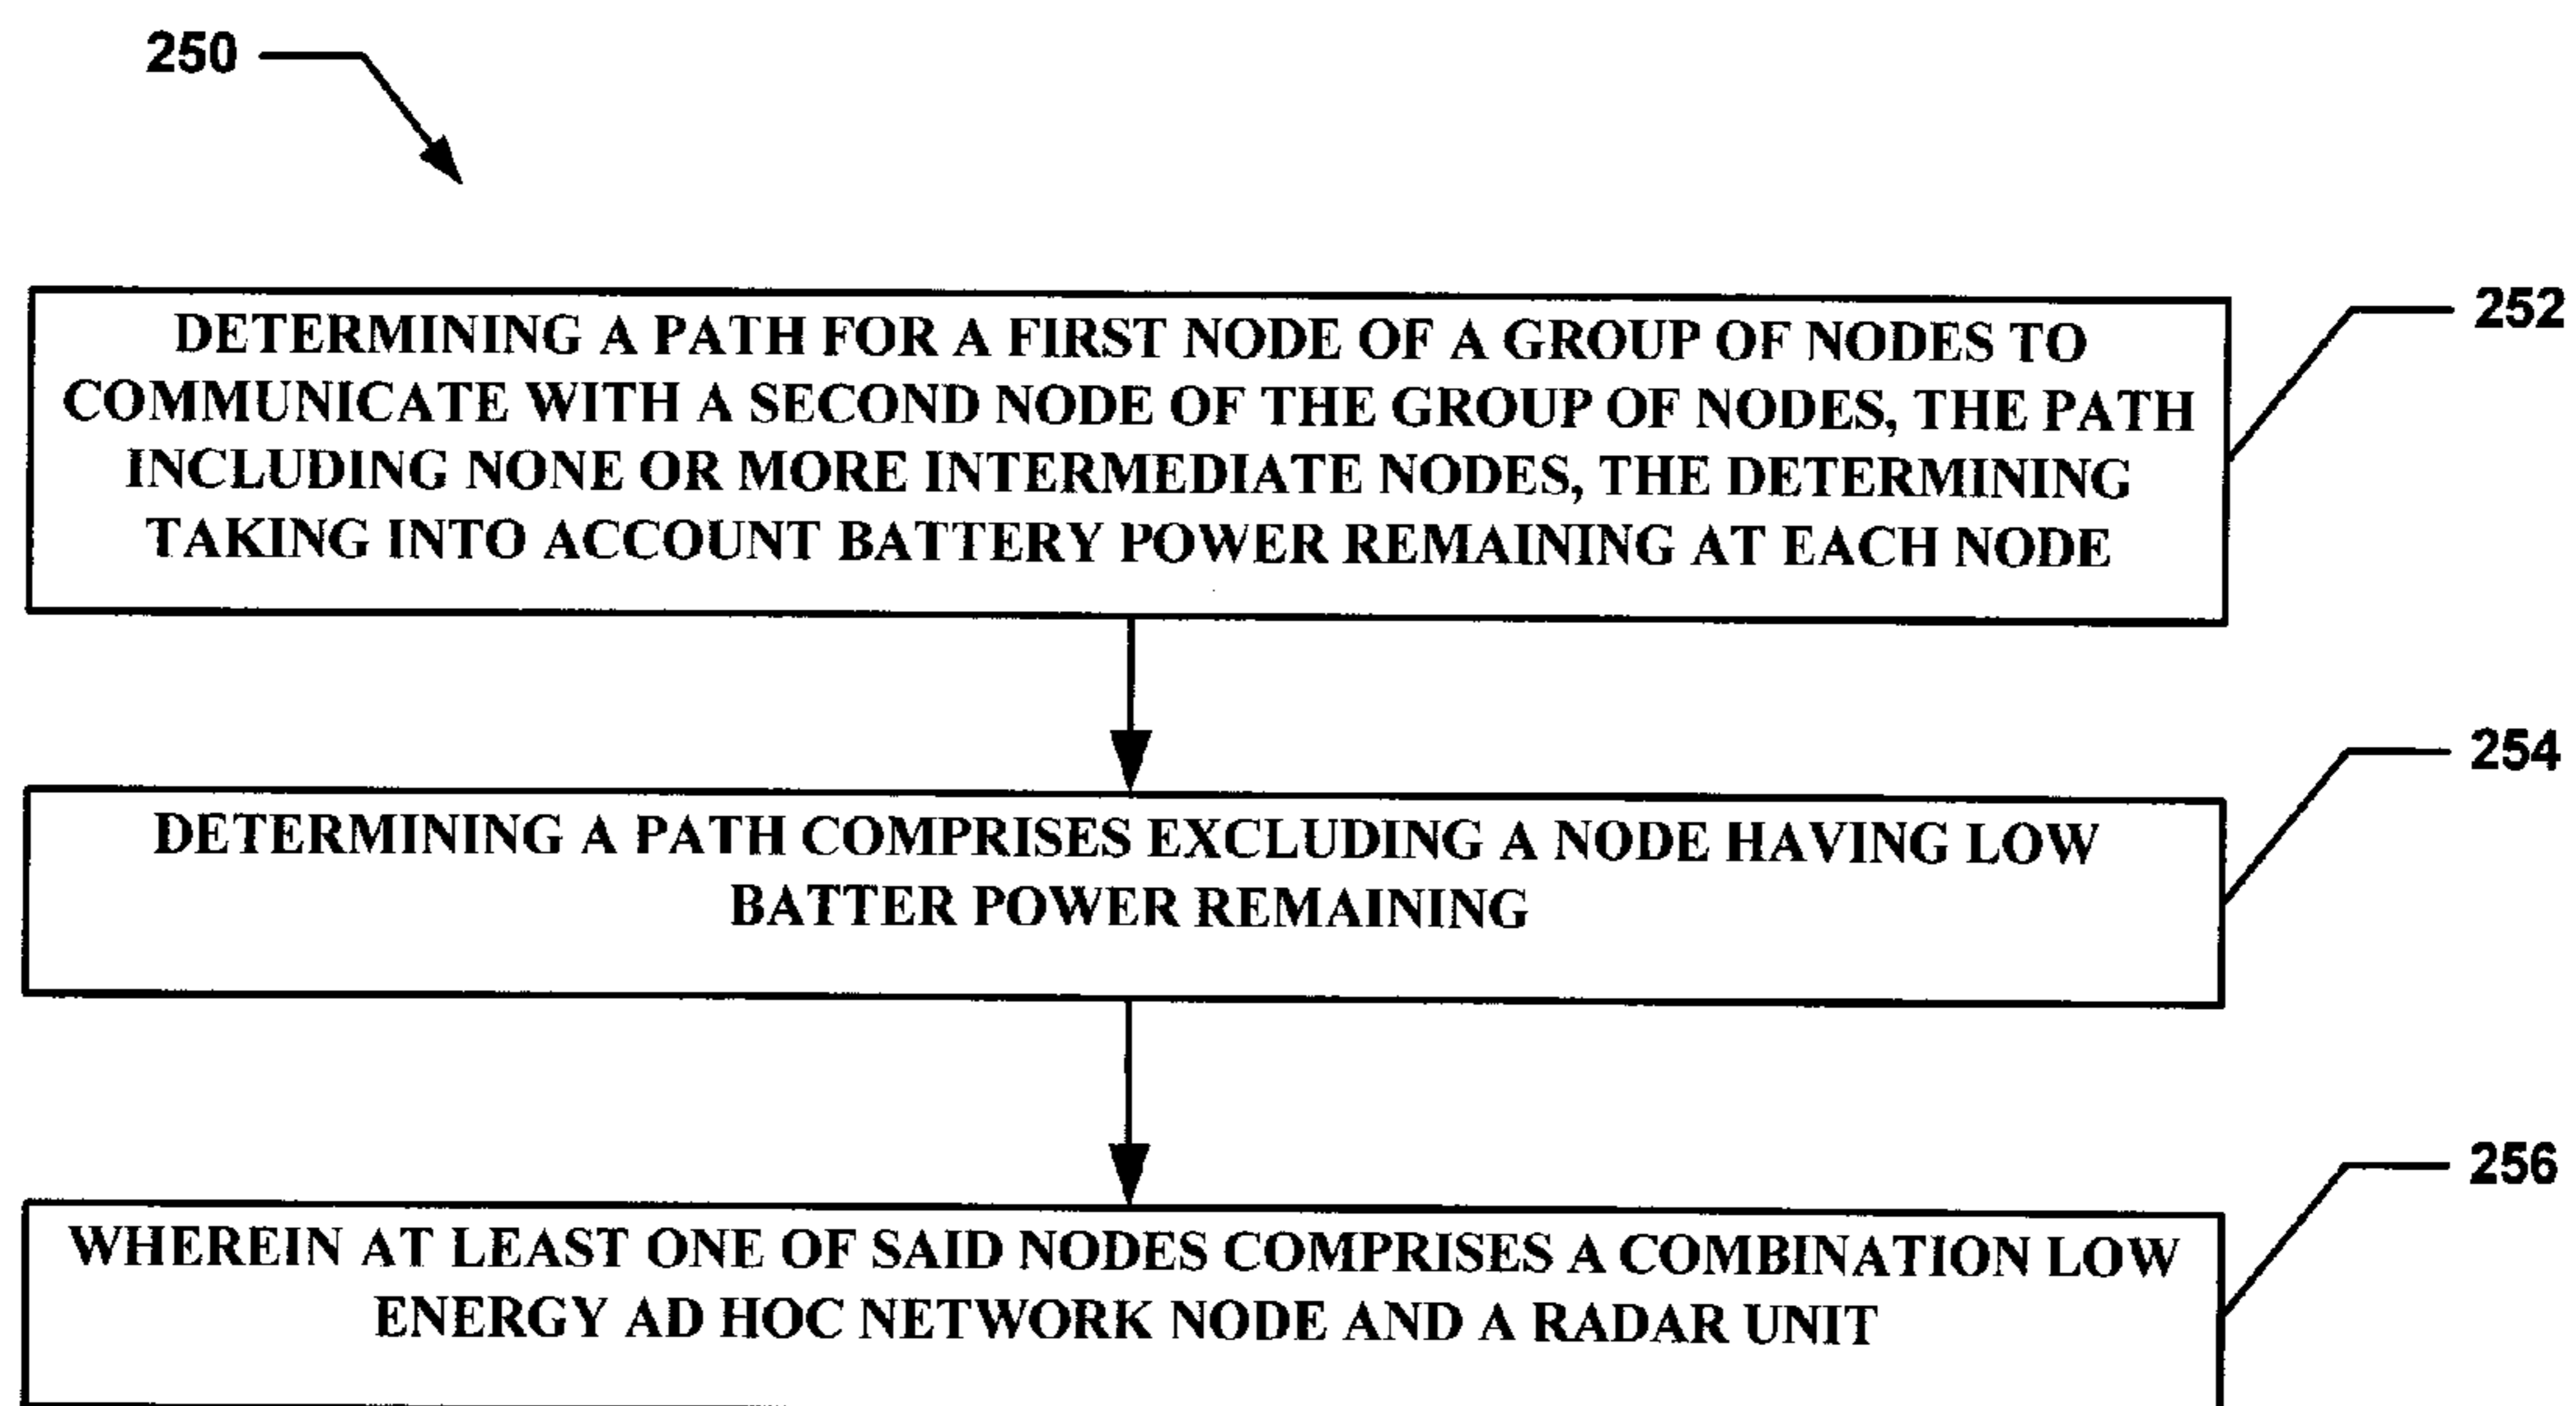 250
DETERMINING A PATH FOR A FIRST NODE OF A GROUP OF NODES TO
COMMUNICATE WITH A SECOND NODE OF THE GROUP OF NODES, THE PATH
INCLUDING NONE OR MORE INTERMEDIATE NODES, THE DETERMINING
TAKING INTO ACCOUNT BATTERY POWER REMAINING AT EACH NODE
252
DETERMINING A PATH COMPRISES EXCLUDING A NODE HAVING LOW
BATTER POWER REMAINING
254
WHEREIN AT LEAST ONE OF SAID NODES COMPRISES A COMBINATION LOW
ENERGY AD HOC NETWORK NODE AND A RADAR UNIT
256